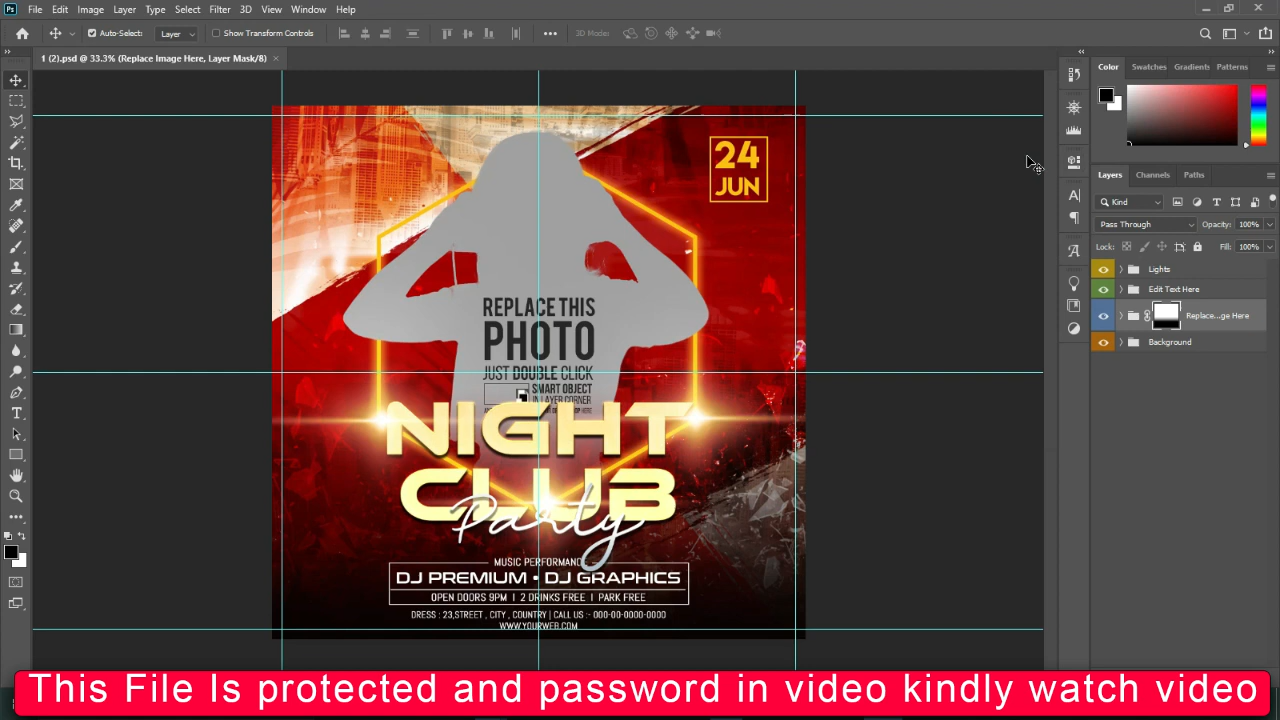 Ps File Edit Image Layer Type Select Filter 3D View Window Help
Auto-Select: Layer Show Transform Controls 3D Mode:
1 (2).psd @ 33.3% (Replace Image Here, Layer Mask/8) ×
Color Swatches Gradients Patterns
24
JUN
Layers Channels Paths
Kind
Pass Through Opacity: 100%
Lock: Fill: 100%
Lights
Edit Text Here
Replace...ge Here
Background
REPLACE THIS
PHOTO
JUST DOUBLE CLICK
SMART OBJECT
IN LAYER CORNER
NIGHT
CLUB
Party
MUSIC PERFORMANCE
DJ PREMIUM • DJ GRAPHICS
OPEN DOORS 9PM I 2 DRINKS FREE I PARK FREE
DRESS : 23,STREET , CITY , COUNTRY | CALL US :- 000-00-0000-0000
WWW.YOURWEB.COM
This File Is protected and password in video kindly watch video